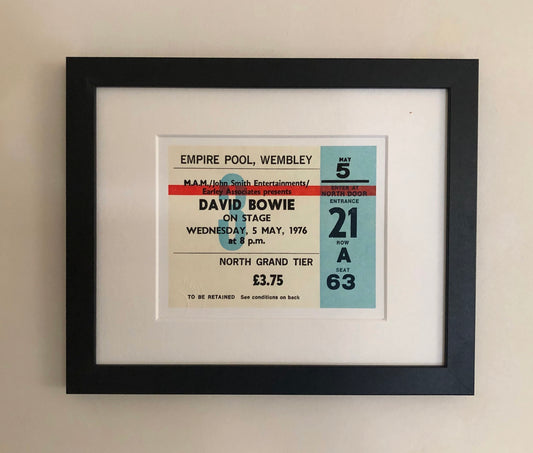 EMPIRE POOL, WEMBLEY
M.A.M./John Smith Entertainments/
Earley Associates presents
3
DAVID BOWIE
ON STAGE
WEDNESDAY, 5 MAY, 1976
at 8 p.m.
NORTH GRAND TIER
£3.75
TO BE RETAINED See conditions on back
MAY
5
ENTER AT
NORTH DOOR
ENTRANCE
21
ROW
A
SEAT
63